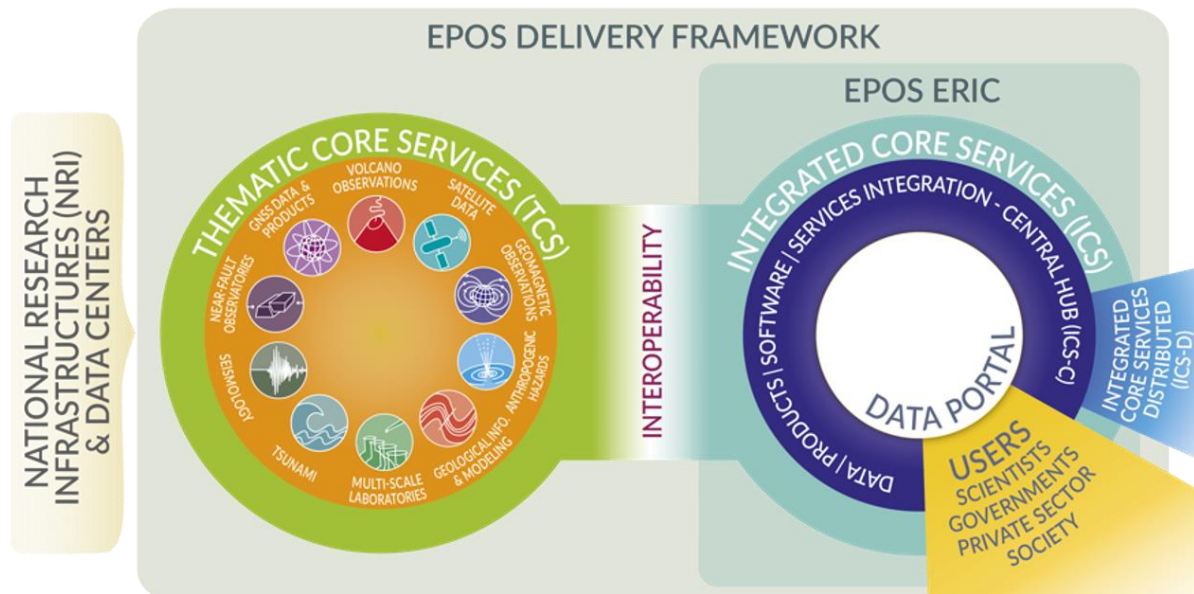 EPOS DELIVERY FRAMEWORK
NATIONAL RESEARCH
INFRASTRUCTURES (NRI)
& DATA CENTERS
THEMATIC CORE SERVICES (TCS)
VOLCANO
OBSERVATIONS
SATELLITE
DATA
GEOMAGNETIC
OBSERVATIONS
ANTHROPOGENIC
HAZARDS
GEOLOGICAL INFO.
& MODELING
MULTI-SCALE
LABORATORIES
TSUNAMI
SEISMOLOGY
NEAR-FAULT
OBSERVATORIES
GNSS DATA &
PRODUCTS
INTEROPERABILITY
EPOS ERIC
INTEGRATED CORE SERVICES (ICS)
DATA | PRODUCTS | SOFTWARE | SERVICES INTEGRATION - CENTRAL HUB (ICS-C)
DATA PORTAL
INTEGRATED
CORE SERVICES
DISTRIBUTED
(ICS-D)
USERS
SCIENTISTS
GOVERNMENTS
PRIVATE SECTOR
SOCIETY